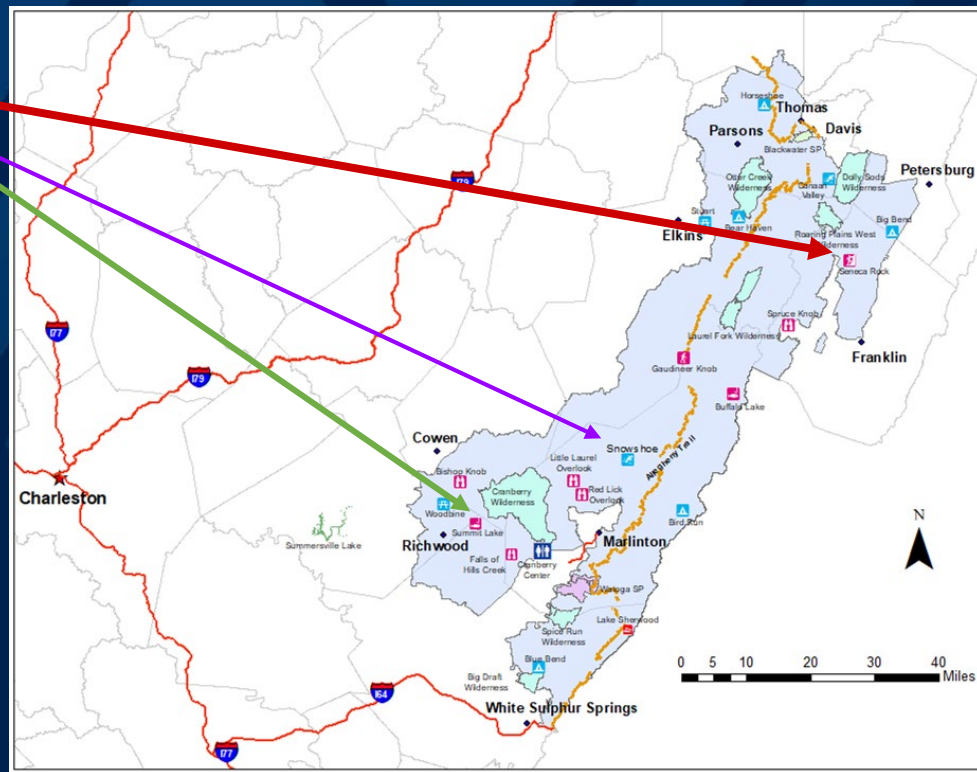 Horseshoe
Thomas
Davis
Parsons
Blackwater SP
Petersburg
79
Otter Creek
Wilderness
Canaan
Valley
Dolly Sods
Wilderness
Stuart
Bear Haven
Big Bend
Elkins
Roaring Plains West
Wilderness
Seneca Rock
77
Spruce Knob
Laurel Fork Wilderness
Franklin
Gaudineer Knob
179
Buffalo Lake
Cowen
Snowshoe
Allegheny Trail
Bishop Knob
Little Laurel
Overlook
Cranberry
Wilderness
Red Lick
Overlook
Charleston
Woodbine
Summit Lake
Bird Run
N
Summersville Lake
Richwood
Marlinton
Falls of
Hills Creek
Cranberry
Center
Watoga SP
Lake Sherwood
Spice Run
Wilderness
Blue Bend
0 5 10 20 30 40
Miles
Big Draft
Wilderness
164
White Sulphur Springs
177